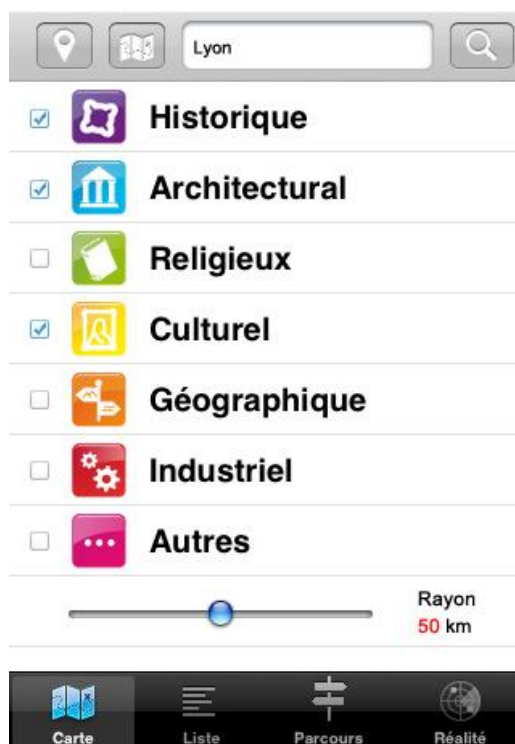 Lyon
Historique
Architectural
Religieux
Culturel
Géographique
Industriel
Autres
Rayon
50 km
Carte
Liste
Parcours
Réalité